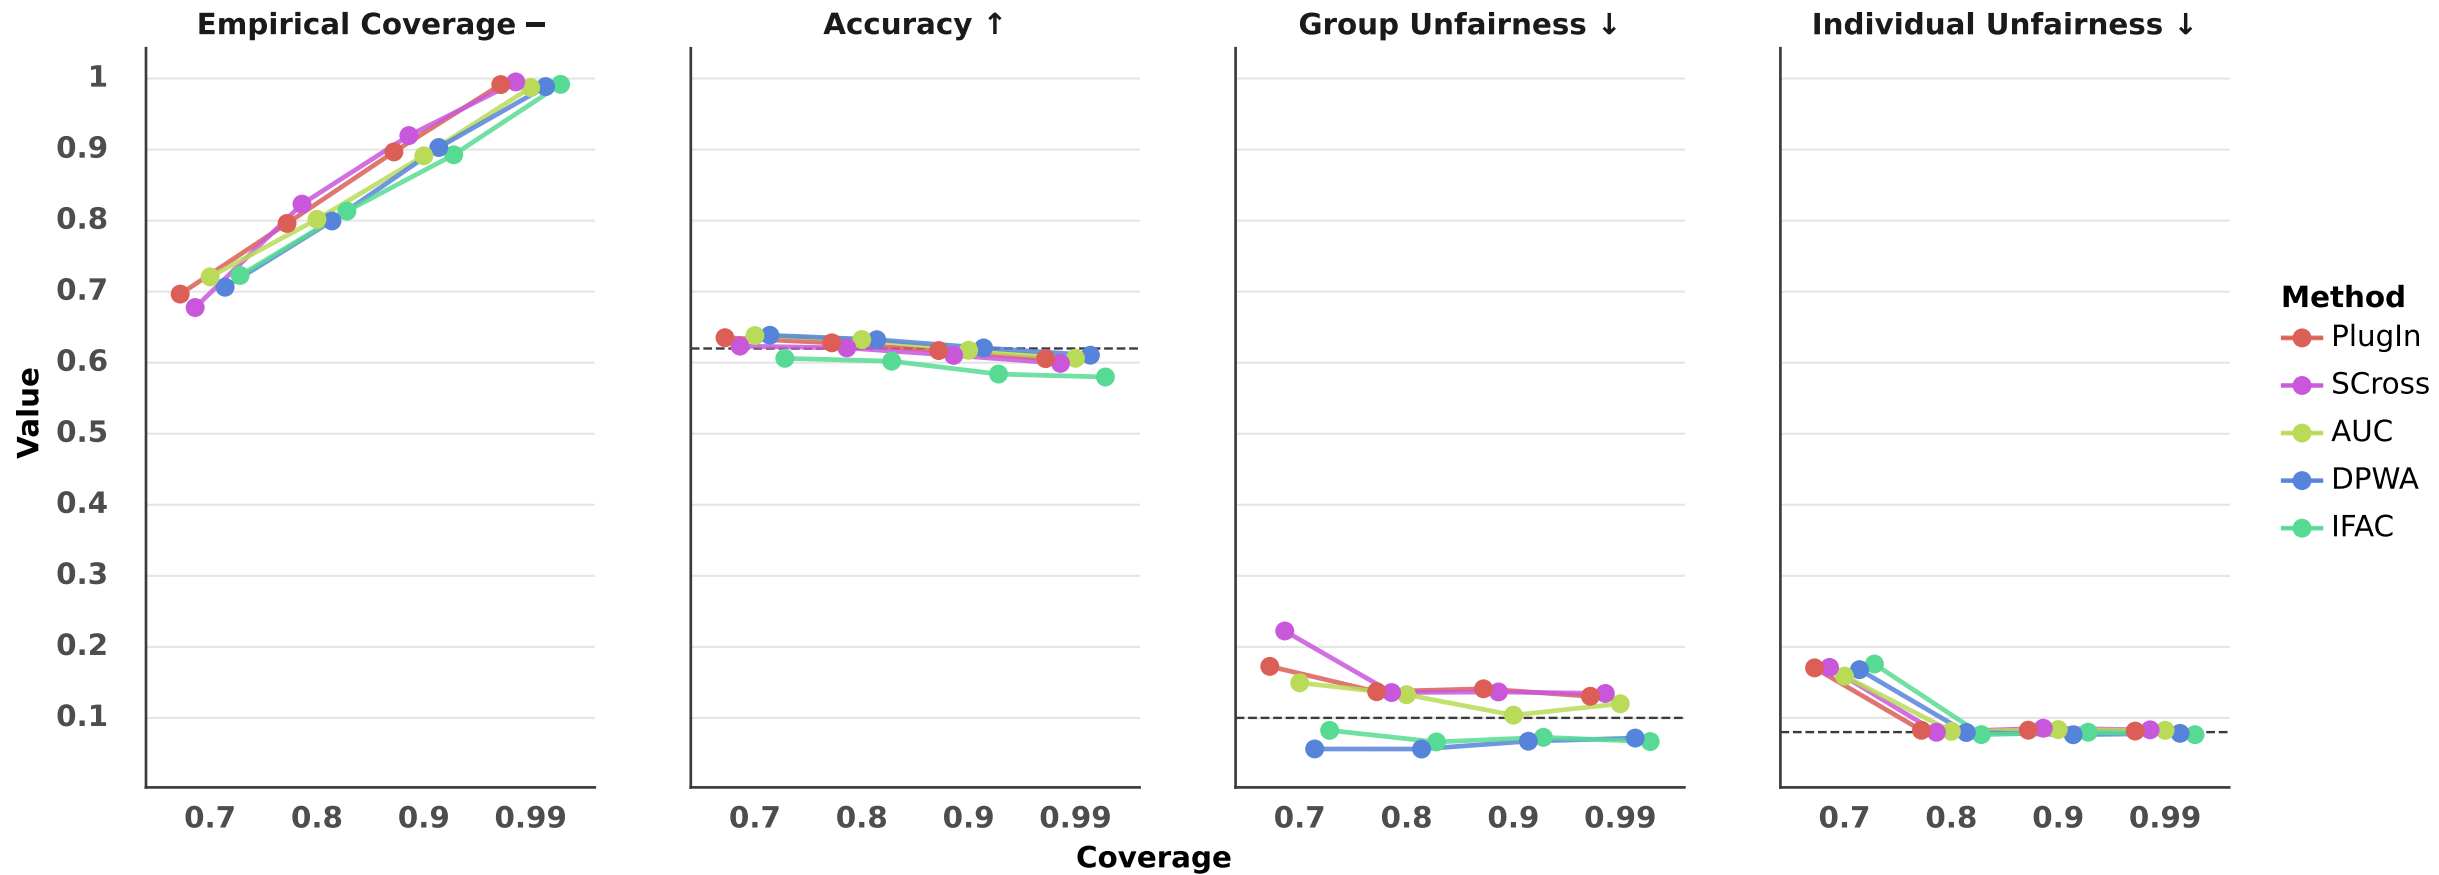 Empirical Coverage −
Accuracy ↑
Group Unfairness ↓
Individual Unfairness ↓
1
0.9
0.8
0.7
0.6
0.5
0.4
0.3
0.2
0.1
Value
0.7 0.8 0.9 0.99
0.7 0.8 0.9 0.99
0.7 0.8 0.9 0.99
0.7 0.8 0.9 0.99
Coverage
Method
PlugIn
SCross
AUC
DPWA
IFAC